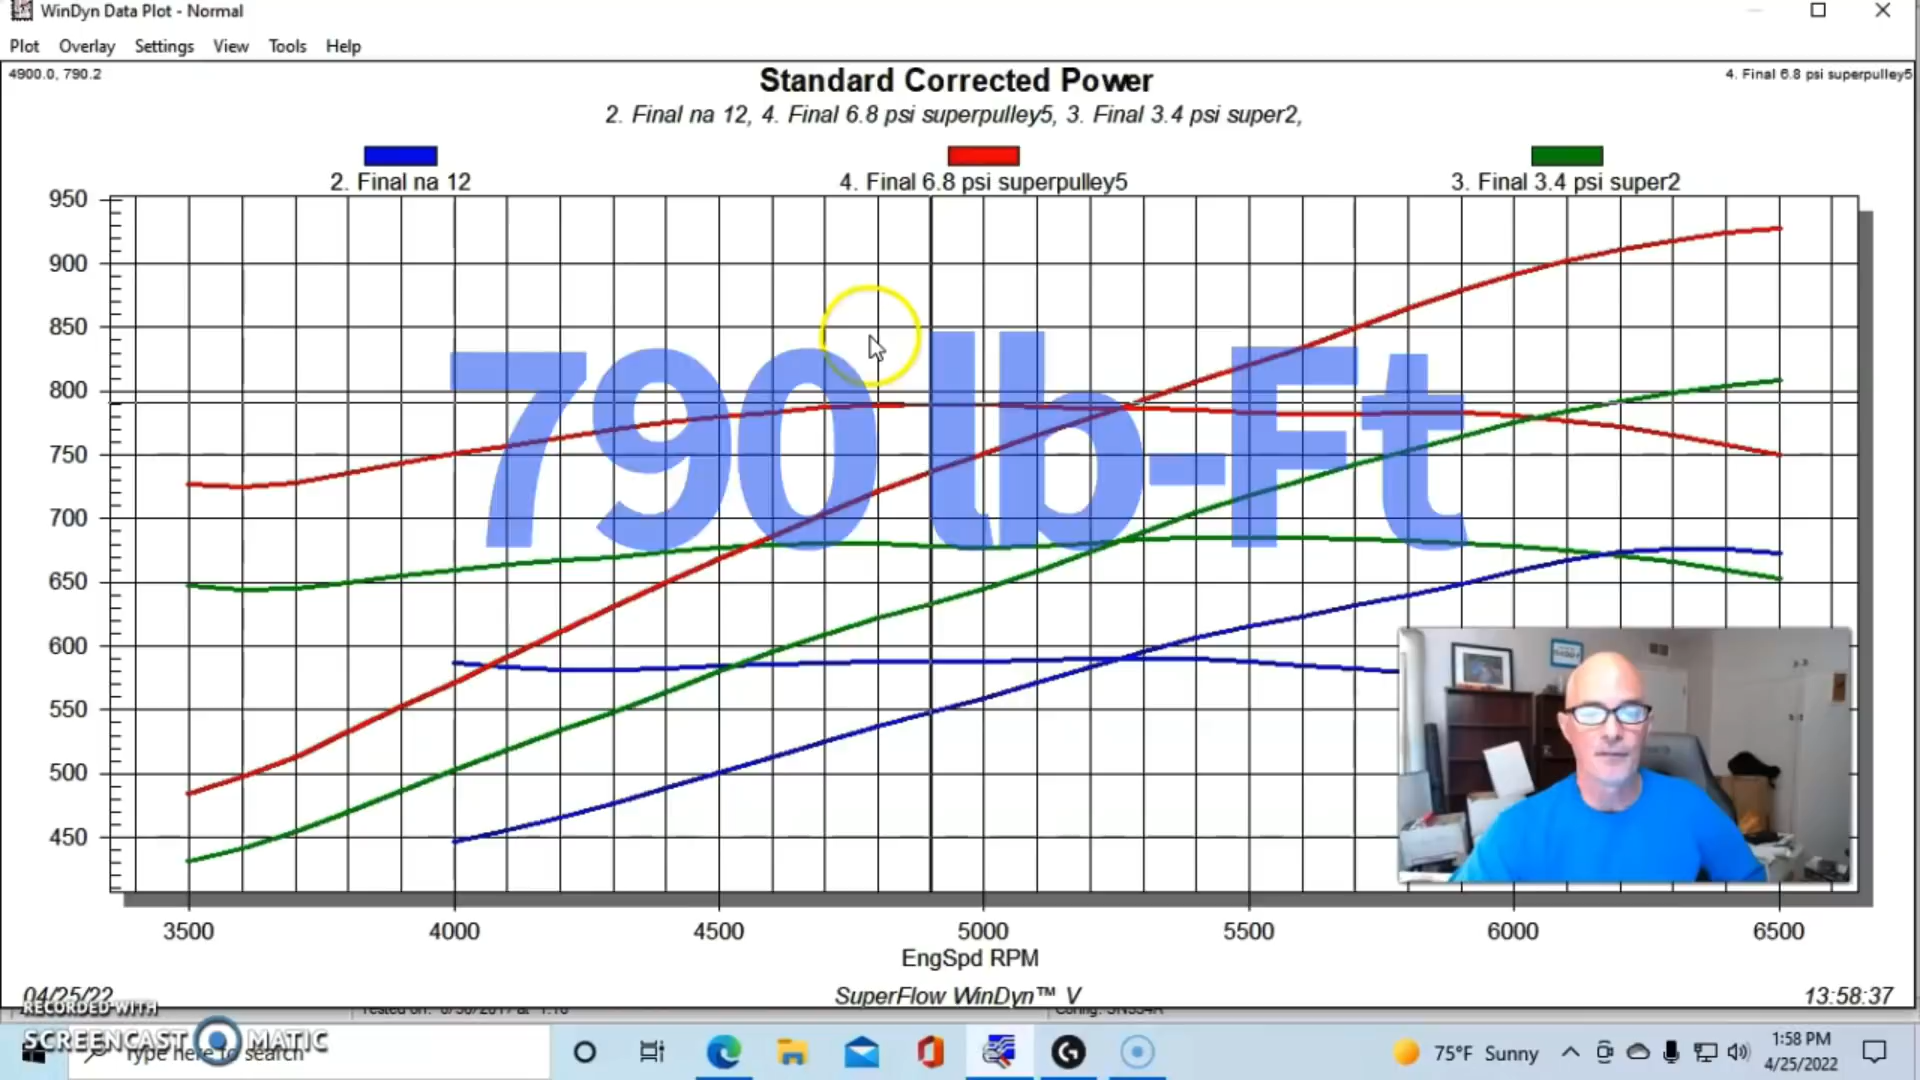 WinDyn Data Plot - Normal
Plot Overlay Settings View Tools Help
4900.0, 790.2
Standard Corrected Power
4. Final 6.8 psi superpulley5
2. Final na 12, 4. Final 6.8 psi superpulley5, 3. Final 3.4 psi super2,
2. Final na 12
4. Final 6.8 psi superpulley5
3. Final 3.4 psi super2
950
900
850
800
750
700
650
600
550
500
450
790 lb-Ft
3500 4000 4500 5000 5500 6000 6500
EngSpd RPM
04/25/22
SuperFlow WinDyn™ V
13:58:37
RECORDED WITH
SCREENCAST MATIC
Type here to search
75°F Sunny
1:58 PM
4/25/2022